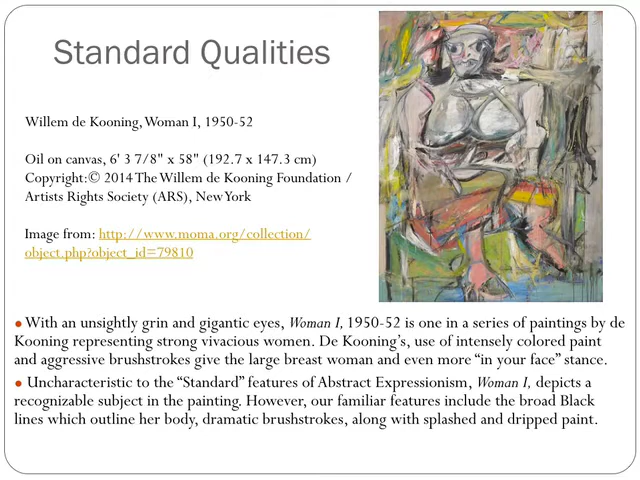 Standard Qualities
Willem de Kooning, Woman I, 1950-52
Oil on canvas, 6' 3 7/8" x 58" (192.7 x 147.3 cm)
Copyright:© 2014 The Willem de Kooning Foundation /
Artists Rights Society (ARS), New York
Image from: http://www.moma.org/collection/
object.php?object_id=79810
• With an unsightly grin and gigantic eyes, Woman I, 1950-52 is one in a series of paintings by de
Kooning representing strong vivacious women. De Kooning’s, use of intensely colored paint
and aggressive brushstrokes give the large breast woman and even more “in your face” stance.
• Uncharacteristic to the “Standard” features of Abstract Expressionism, Woman I, depicts a
recognizable subject in the painting. However, our familiar features include the broad Black
lines which outline her body, dramatic brushstrokes, along with splashed and dripped paint.